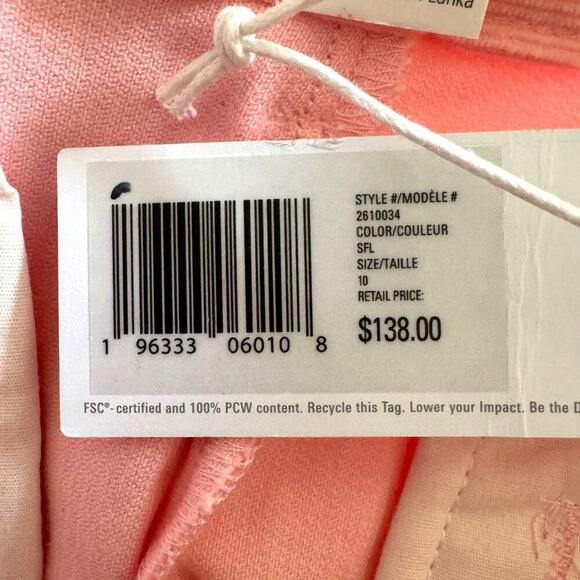 STYLE #/MODÈLE #
2610034
COLOR/COULEUR
SFL
SIZE/TAILLE
10
RETAIL PRICE:
$138.00
1 96333 06010 8
FSC®- certified and 100% PCW content. Recycle this Tag. Lower your Impact. Be the D